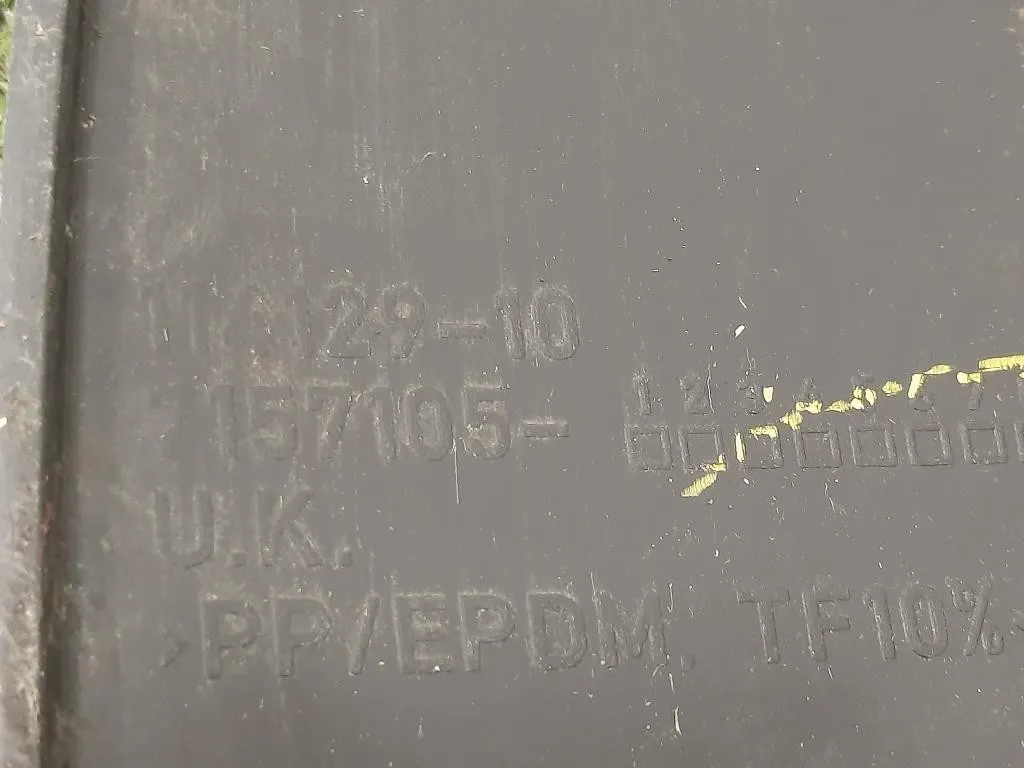 29-10
157105-
1 2 3 4 5 6 7
U.K.
>PP/EPDM, TF10%<